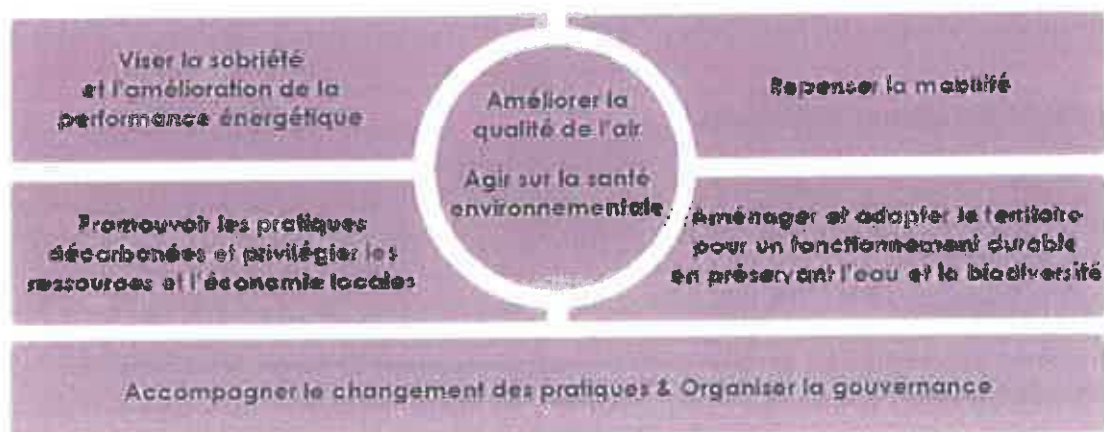 Viser la sobriété
et l'amélioration de la
performance énergétique
Améliorer la
qualité de l'air
Agir sur la santé
environnementale
Repenser la mobilité
Promouvoir les pratiques
décarbonées et privilégier les
ressources et l'économie locales
Aménager et adapter le territoire
pour un fonctionnement durable
en préservant l'eau et la biodiversité
Accompagner le changement des pratiques & Organiser la gouvernance